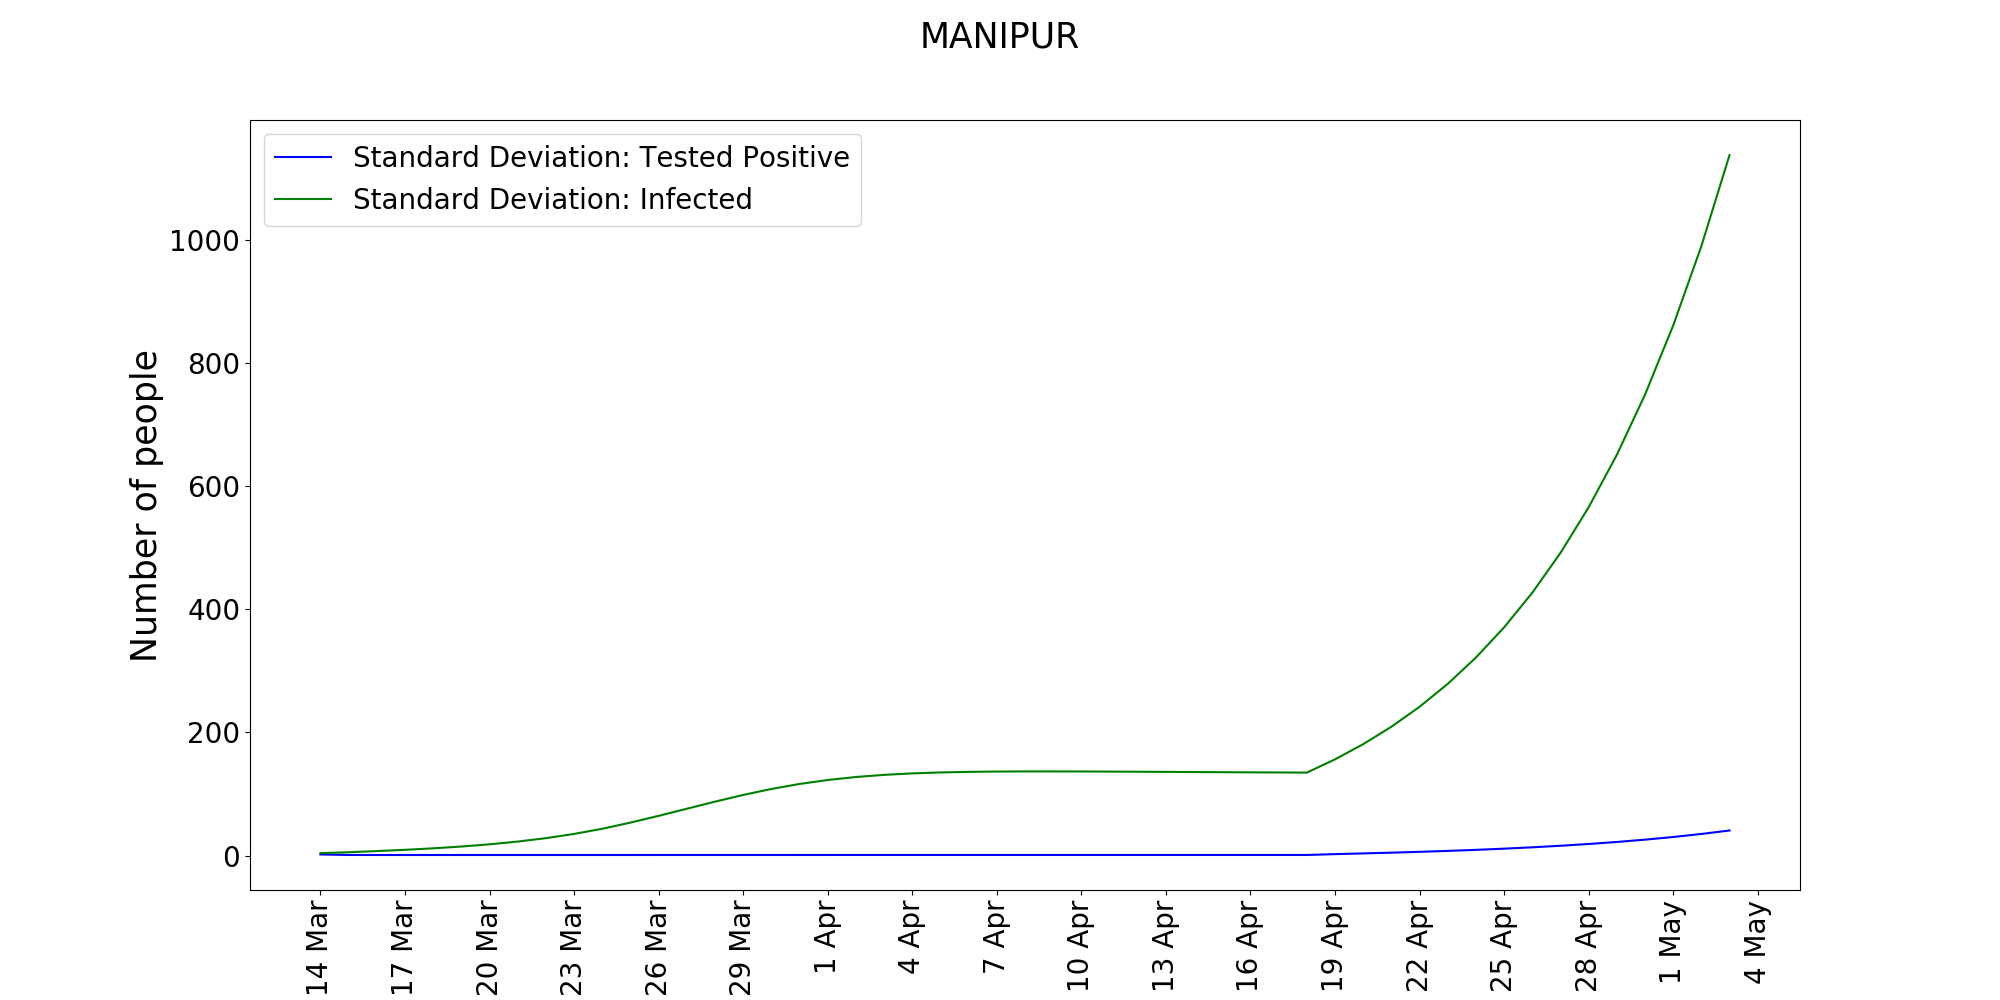 MANIPUR
Standard Deviation: Tested Positive
Standard Deviation: Infected
Number of people
1000
800
600
400
200
0
14 Mar
17 Mar
20 Mar
23 Mar
26 Mar
29 Mar
1 Apr
4 Apr
7 Apr
10 Apr
13 Apr
16 Apr
19 Apr
22 Apr
25 Apr
28 Apr
1 May
4 May